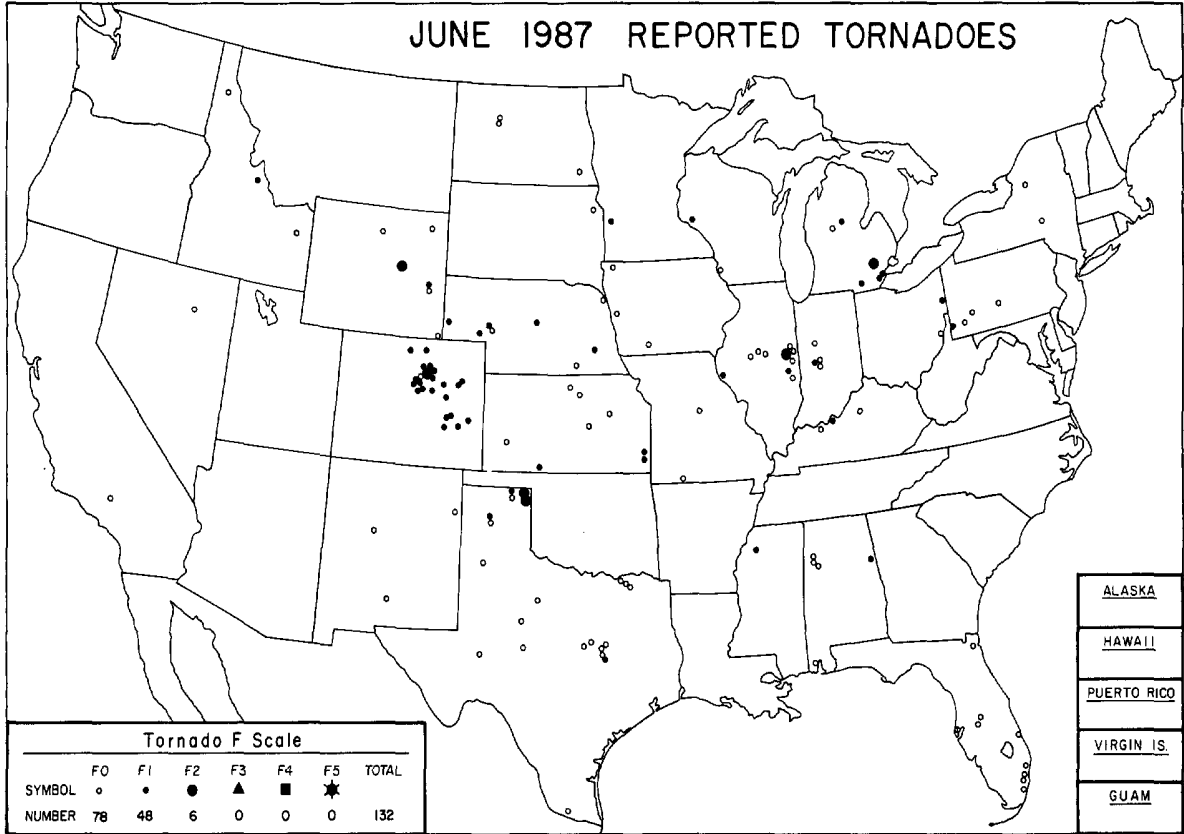 JUNE 1987 REPORTED TORNADOES
ALASKA
HAWAII
PUERTO RICO
VIRGIN IS.
GUAM
Tornado F Scale
F0 F1 F2 F3 F4 F5 TOTAL
SYMBOL
NUMBER 78 48 6 0 0 0 132